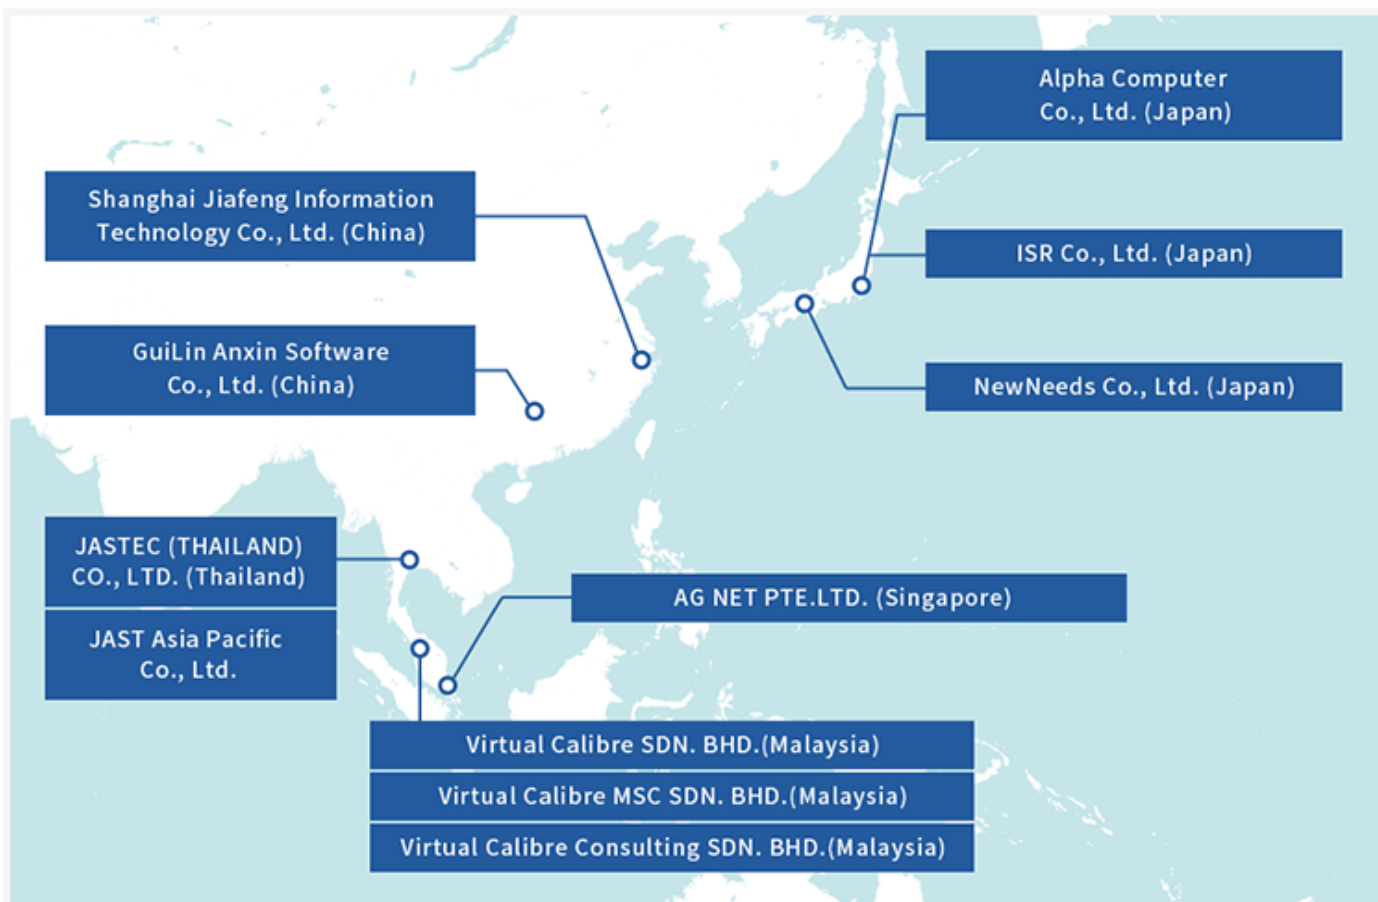 Alpha Computer
Co., Ltd. (Japan)
Shanghai Jiafeng Information
Technology Co., Ltd. (China)
ISR Co., Ltd. (Japan)
GuiLin Anxin Software
Co., Ltd. (China)
NewNeeds Co., Ltd. (Japan)
JASTEC (THAILAND)
CO., LTD. (Thailand)
JAST Asia Pacific
Co., Ltd.
AG NET PTE.LTD. (Singapore)
Virtual Calibre SDN. BHD.(Malaysia)
Virtual Calibre MSC SDN. BHD.(Malaysia)
Virtual Calibre Consulting SDN. BHD.(Malaysia)